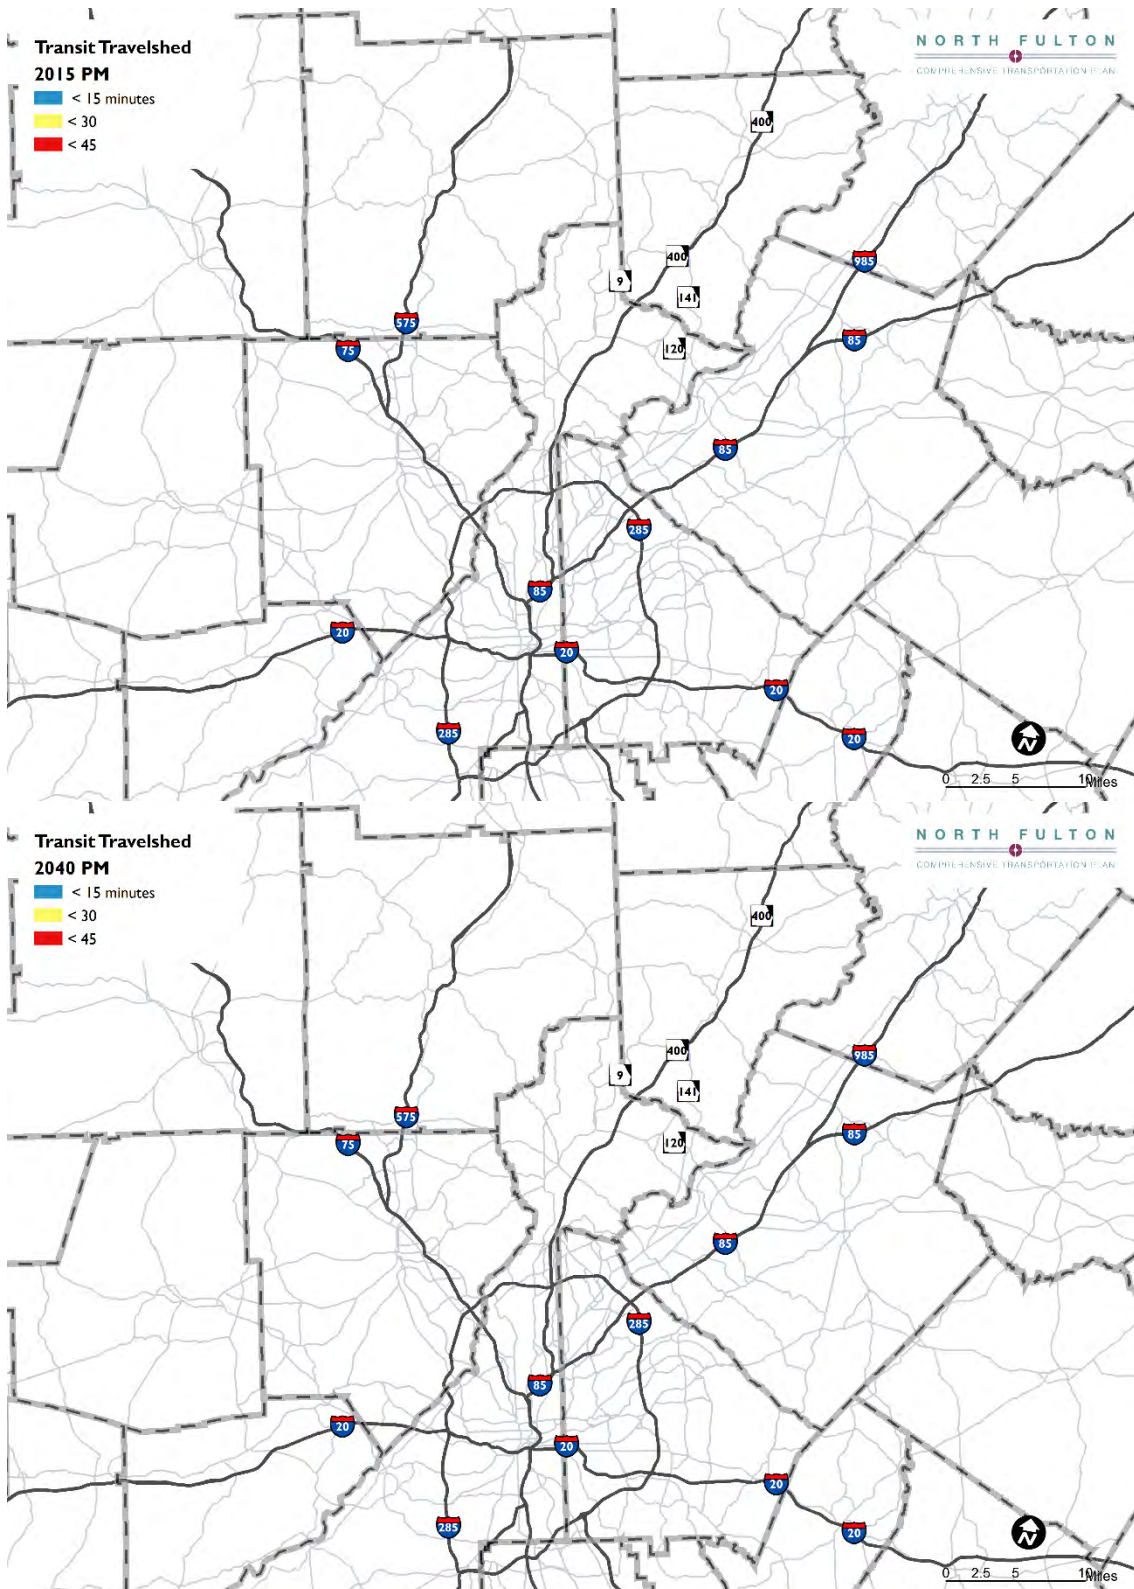 Transit Travelshed
2015 PM
< 15 minutes
< 30
< 45
NORTH FULTON
COMPREHENSIVE TRANSPORTATION PLAN
400
400
985
9
141
575
85
75
120
85
285
85
20
20
20
285
20
0 2.5 5 10 Miles
N
Transit Travelshed
2040 PM
< 15 minutes
< 30
< 45
NORTH FULTON
COMPREHENSIVE TRANSPORTATION PLAN
400
400
985
9
141
575
85
75
120
85
285
85
20
20
20
285
20
0 2.5 5 10 Miles
N